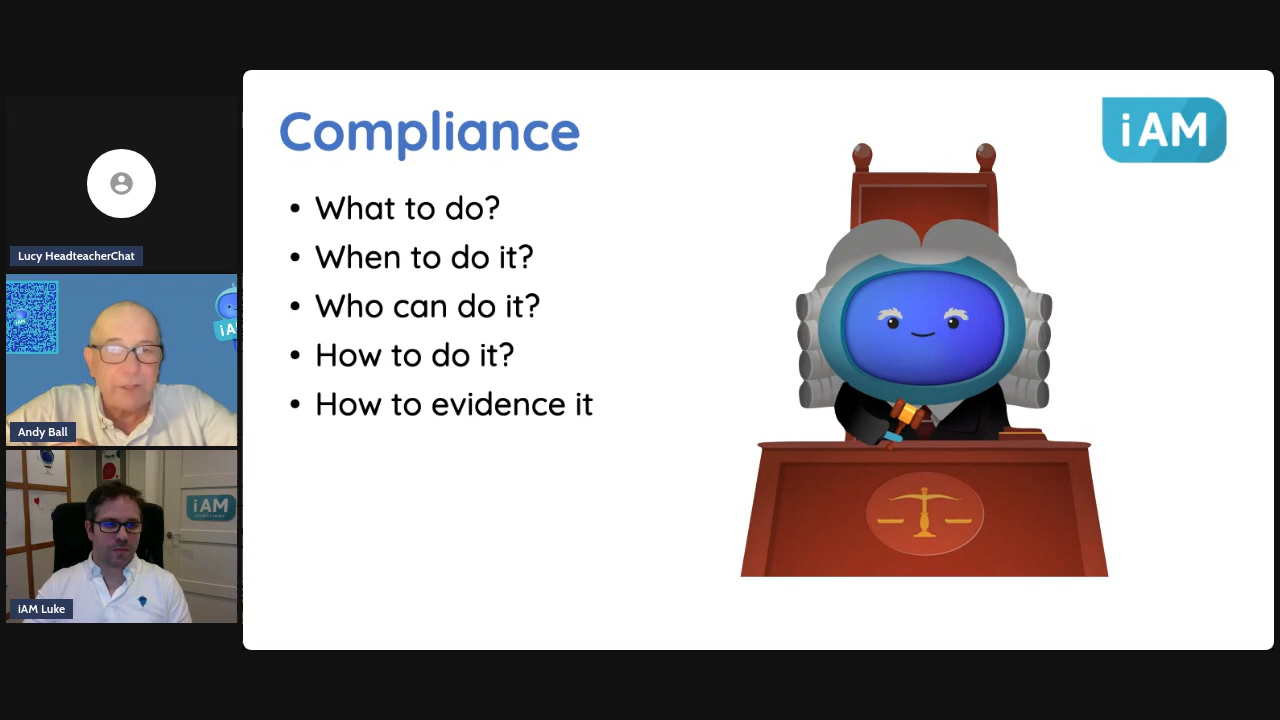 Lucy HeadteacherChat
Andy Ball
iAM
iAM Luke
Compliance
• What to do?
• When to do it?
• Who can do it?
• How to do it?
• How to evidence it
iAM